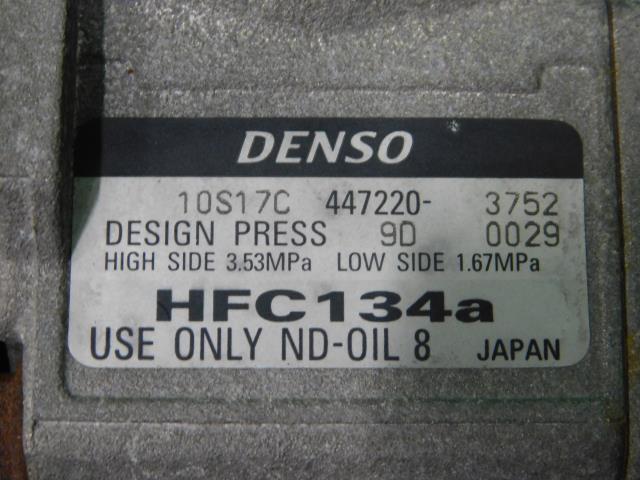 DENSO
10S17C 447220- 3752
DESIGN PRESS 9D 0029
HIGH SIDE 3.53MPa LOW SIDE 1.67MPa
HFC134a
USE ONLY ND-OIL 8 JAPAN